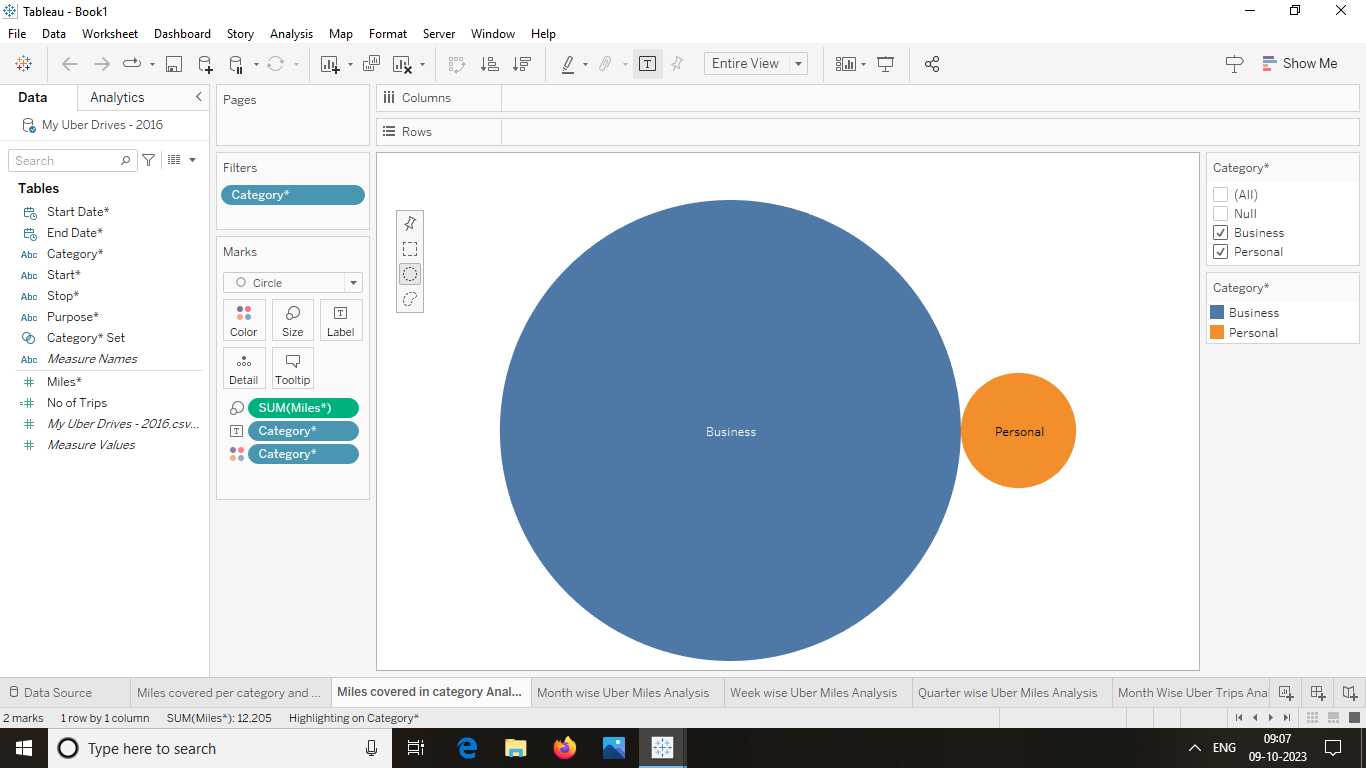 Tableau - Book1
File Data Worksheet Dashboard Story Analysis Map Format Server Window Help
Entire View
Show Me
Data Analytics
My Uber Drives - 2016
Search
Tables
Start Date*
End Date*
Abc Category*
Abc Start*
Abc Stop*
Abc Purpose*
Category* Set
Abc Measure Names
# Miles*
=# No of Trips
# My Uber Drives - 2016.csv...
# Measure Values
Pages
Filters
Category*
Marks
Circle
Color Size Label
Detail Tooltip
SUM(Miles*)
Category*
Category*
Columns
Rows
Business
Personal
Category*
(All)
Null
Business
Personal
Category*
Business
Personal
Data Source Miles covered per category and ... Miles covered in category Anal... Month wise Uber Miles Analysis Week wise Uber Miles Analysis Quarter wise Uber Miles Analysis Month Wise Uber Trips Anal
2 marks 1 row by 1 column SUM(Miles*): 12,205 Highlighting on Category*
Type here to search
ENG
09:07
09-10-2023